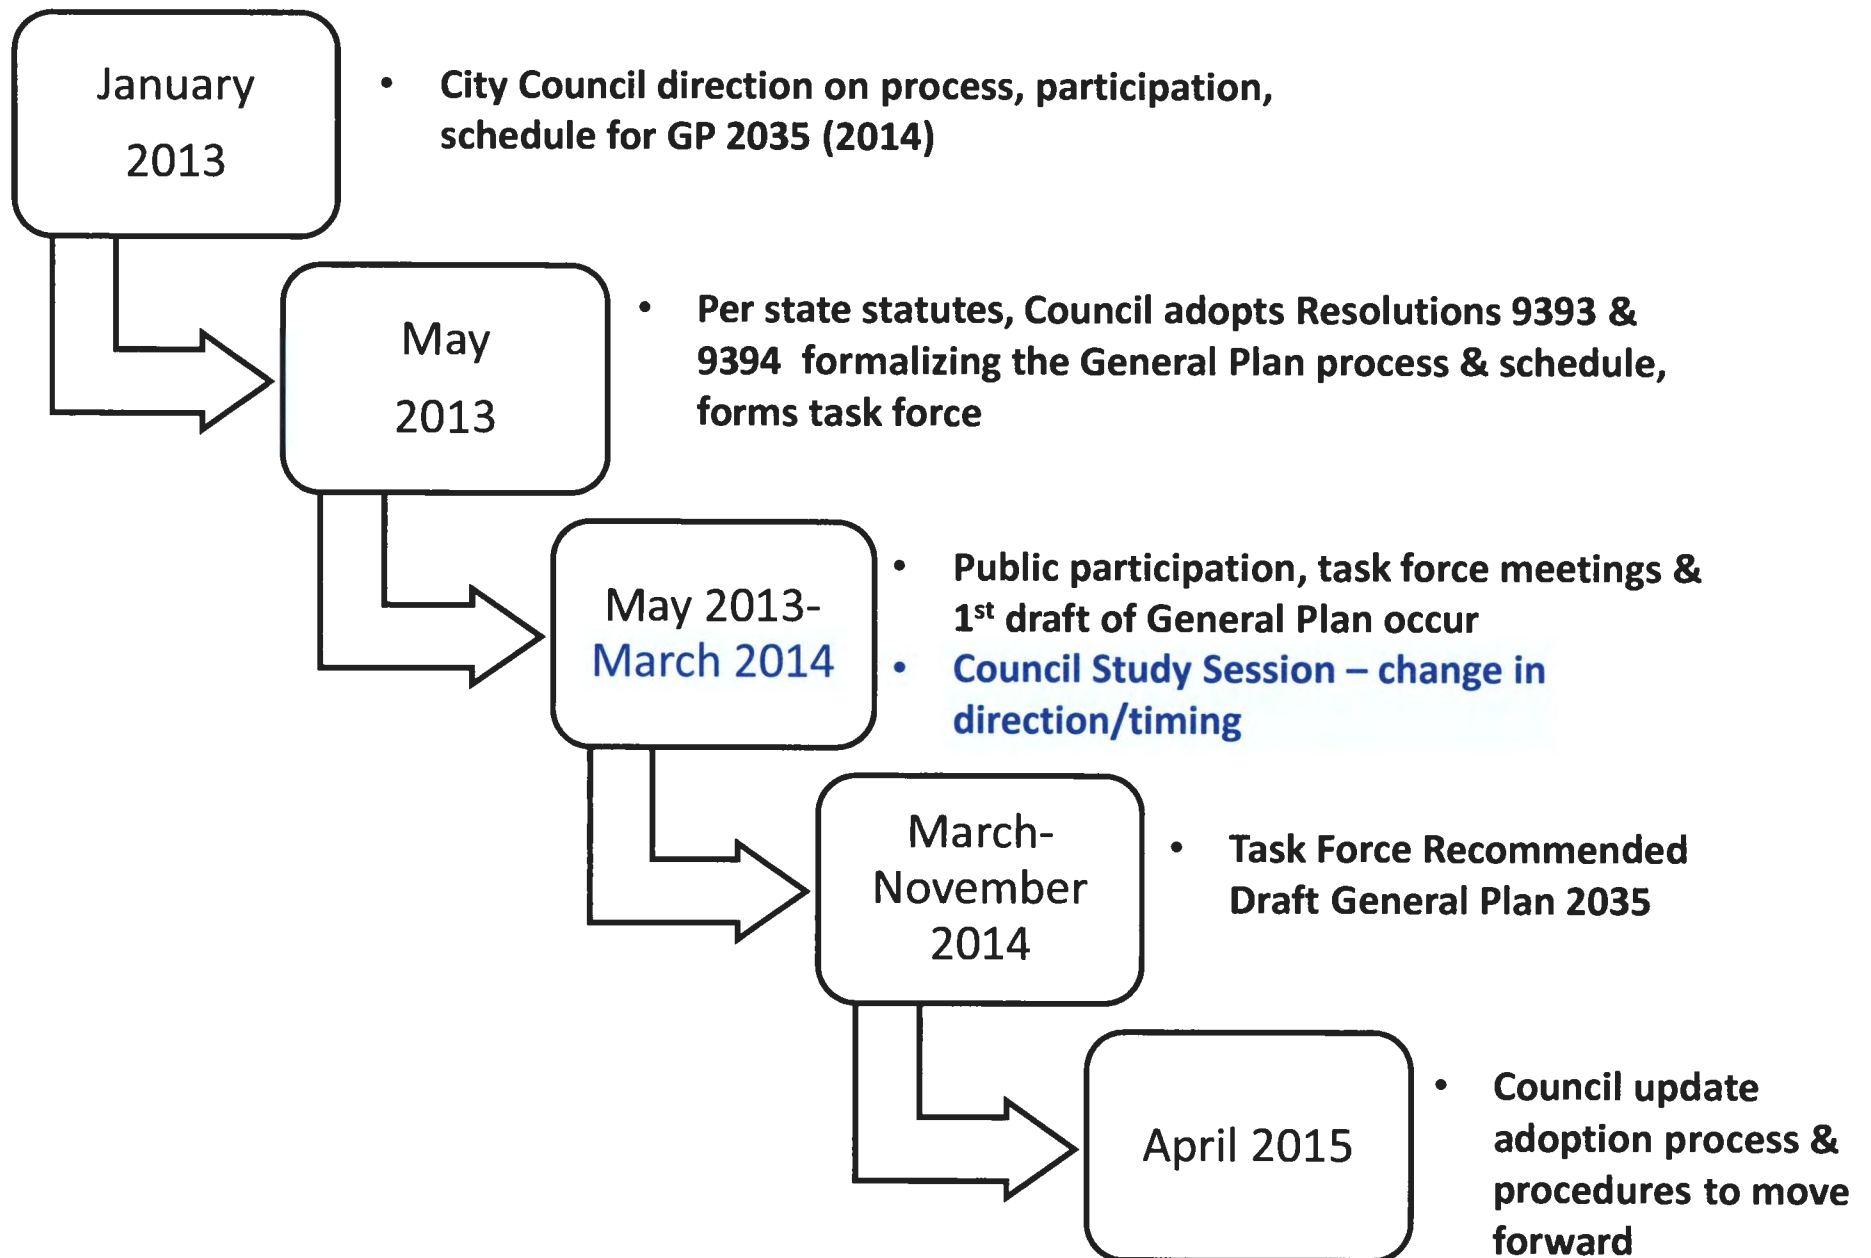 January
2013
• City Council direction on process, participation,
schedule for GP 2035 (2014)
May
2013
• Per state statutes, Council adopts Resolutions 9393 &
9394 formalizing the General Plan process & schedule,
forms task force
May 2013-
March 2014
• Public participation, task force meetings &
1st draft of General Plan occur
• Council Study Session – change in
direction/timing
March-
November
2014
• Task Force Recommended
Draft General Plan 2035
April 2015
• Council update
adoption process &
procedures to move
forward